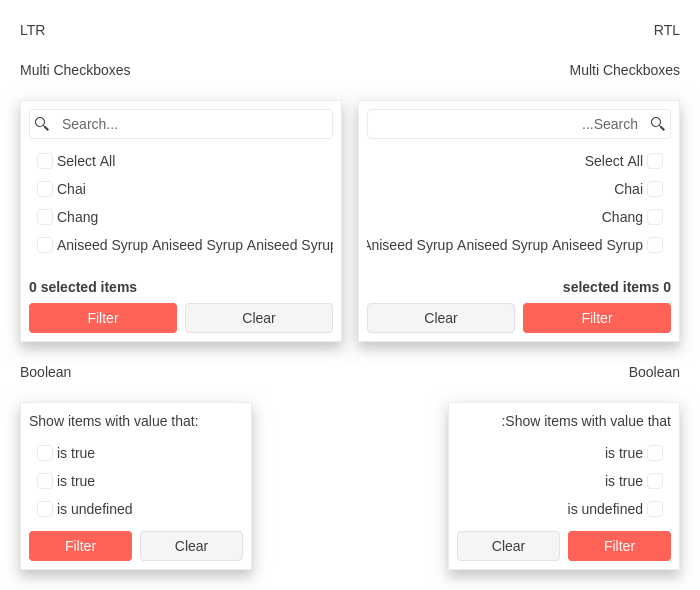 LTR
Multi Checkboxes
Search...
Select All
Chai
Chang
Aniseed Syrup Aniseed Syrup Aniseed Syrup
0 selected items
Filter Clear
Boolean
Show items with value that:
is true
is true
is undefined
Filter Clear
RTL
Multi Checkboxes
...Search
Select All
Chai
Chang
Aniseed Syrup Aniseed Syrup Aniseed Syrup
selected items 0
Clear Filter
Boolean
:Show items with value that
is true
is true
is undefined
Clear Filter